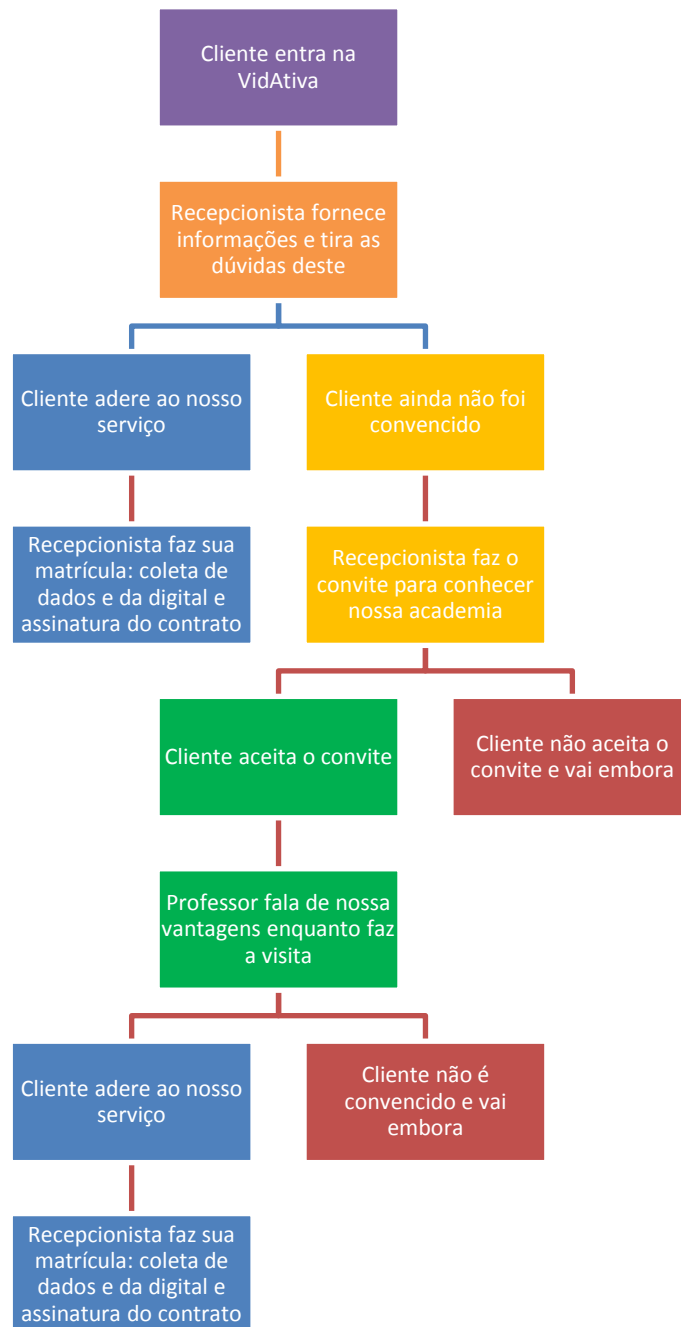 Cliente entra na
VidAtiva
Recepcionista fornece
informações e tira as
dúvidas deste
Cliente adere ao nosso
serviço
Cliente ainda não foi
convencido
Recepcionista faz sua
matrícula: coleta de
dados e da digital e
assinatura do contrato
Recepcionista faz o
convite para conhecer
nossa academia
Cliente aceita o convite
Cliente não aceita o
convite e vai embora
Professor fala de nossa
vantagens enquanto faz
a visita
Cliente adere ao nosso
serviço
Cliente não é
convencido e vai
embora
Recepcionista faz sua
matrícula: coleta de
dados e da digital e
assinatura do contrato